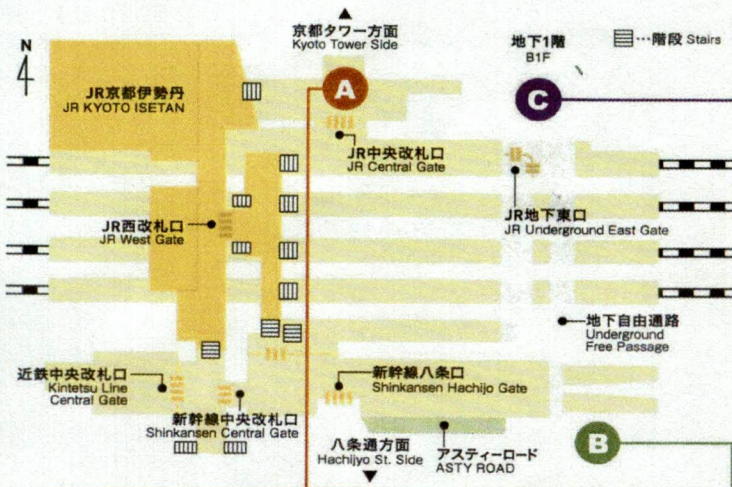 ▲
京都タワー方面
Kyoto Tower Side
地下1階
B1F
…階段 Stairs
N
A
C
JR京都伊勢丹
JR KYOTO ISETAN
JR中央改札口
JR Central Gate
JR西改札口
JR West Gate
JR地下東口
JR Underground East Gate
地下自由通路
Underground
Free Passage
近鉄中央改札口
Kintetsu Line
Central Gate
新幹線八条口
Shinkansen Hachijo Gate
新幹線中央改札口
Shinkansen Central Gate
八条通方面
Hachijyo St. Side
▼
アスティーロード
ASTY ROAD
B